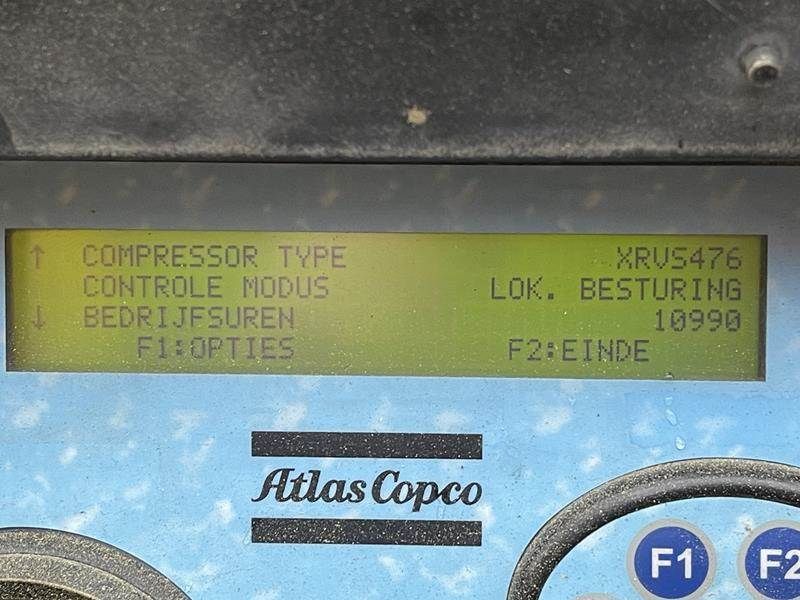 ↑ COMPRESSOR TYPE XRVS476
CONTROLE MODUS LOK. BESTURING
↓ BEDRIJFSUREN 10990
F1:OPTIES F2:EINDE
Atlas Copco
F1 F2